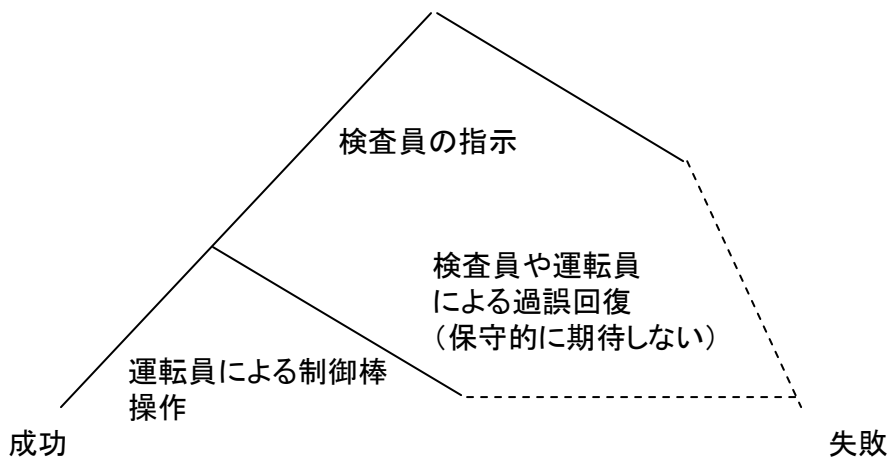 検査員の指示
検査員や運転員
による過誤回復
(保守的に期待しない)
運転員による制御棒
操作
成功
失敗